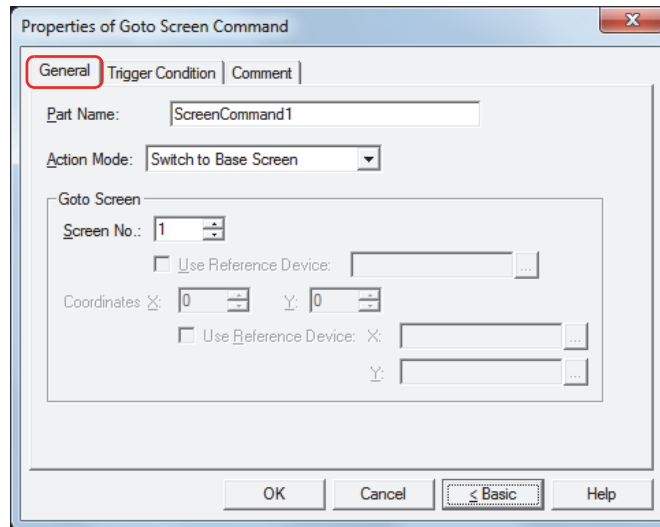 Properties of Goto Screen Command
General Trigger Condition Comment
Part Name: ScreenCommand1
Action Mode: Switch to Base Screen
Goto Screen
Screen No.: 1
Use Reference Device: ...
Coordinates X: 0 Y: 0
Use Reference Device: X: ...
Y: ...
OK Cancel < Basic Help